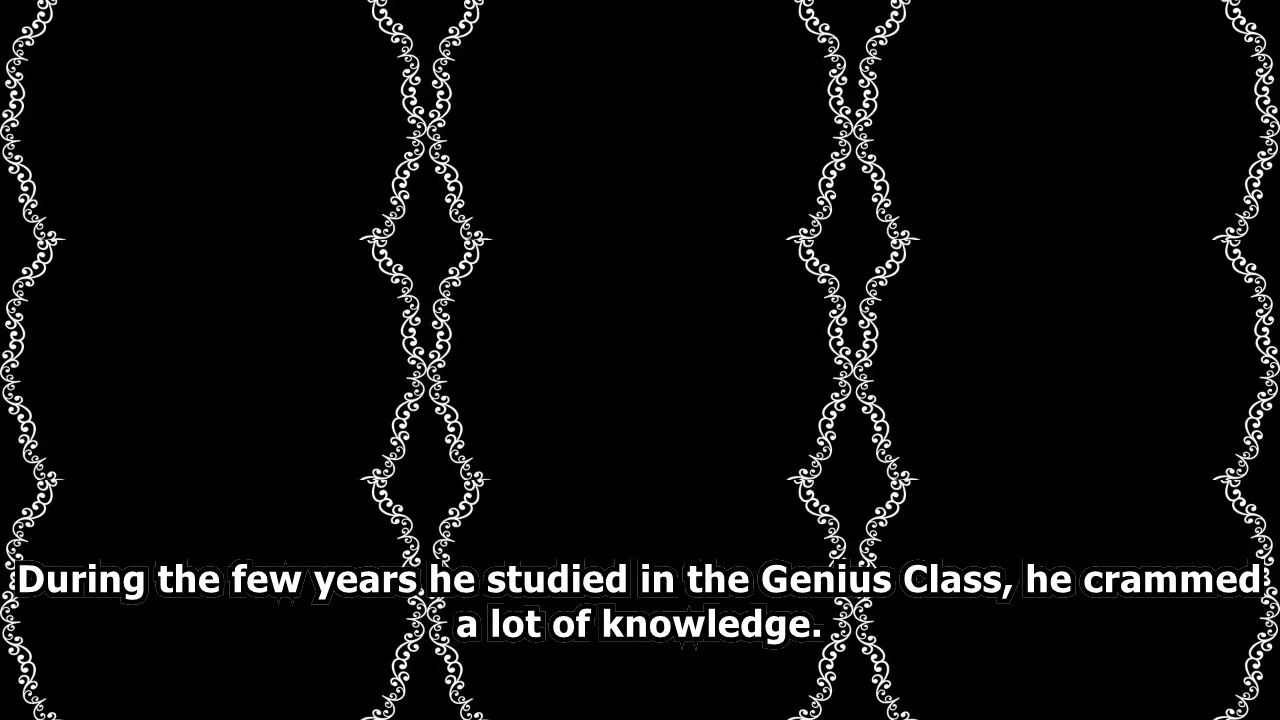 During the few years he studied in the Genius Class, he crammed
a lot of knowledge.